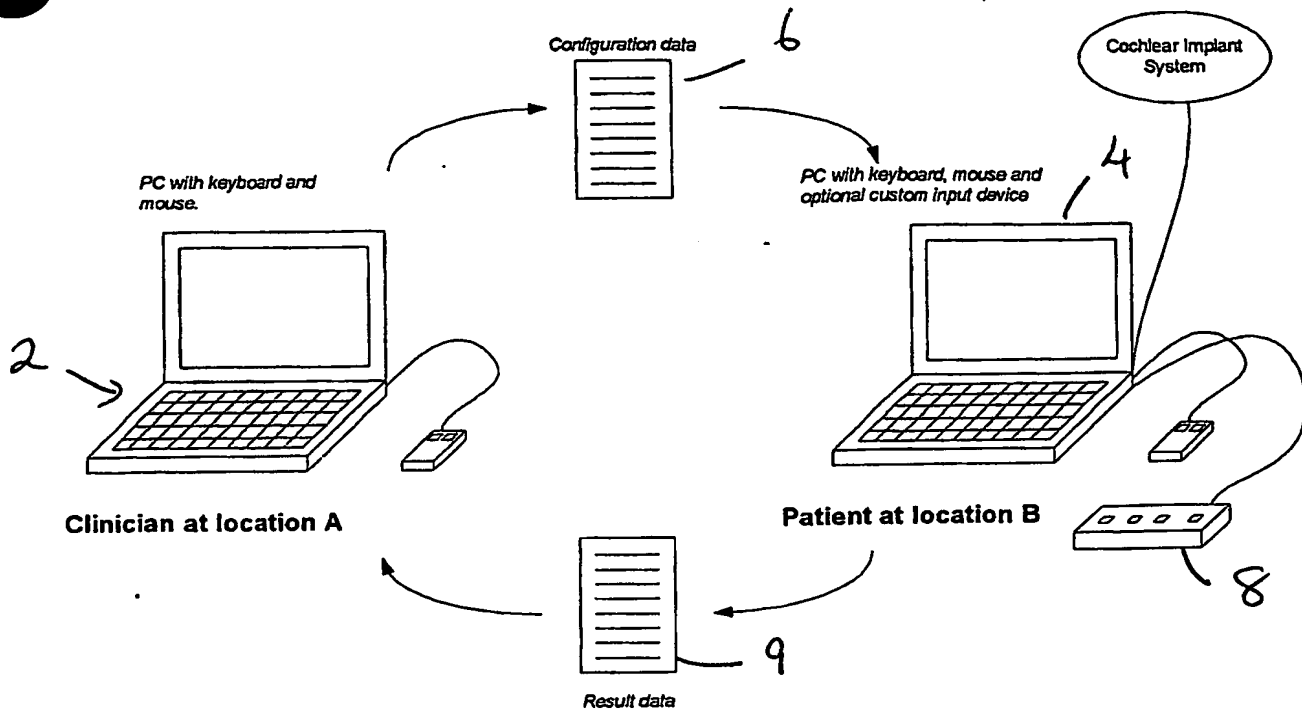 Configuration data
6
Cochlear Implant
System
PC with keyboard and
mouse.
PC with keyboard, mouse and
optional custom input device
4
2
Clinician at location A
Patient at location B
8
9
Result data